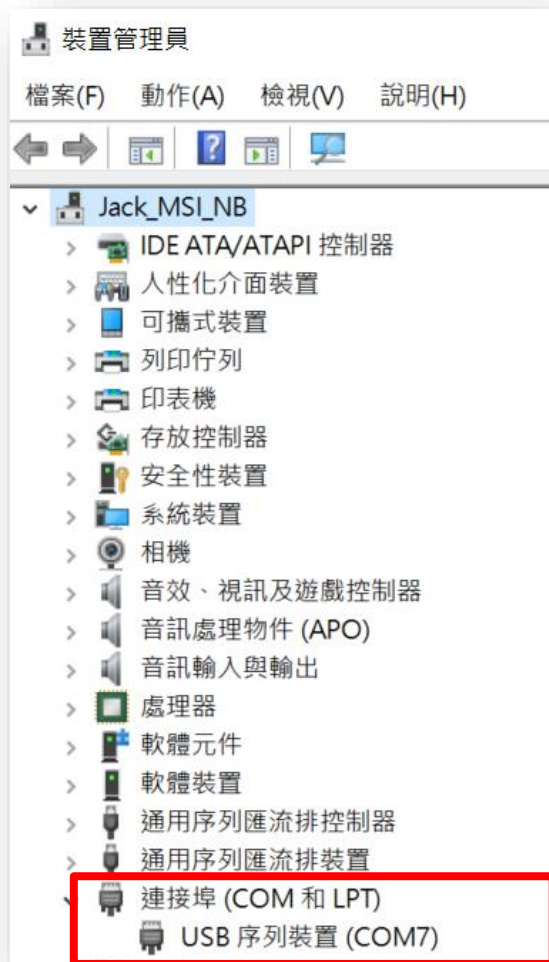 裝置管理員
檔案(F) 動作(A) 檢視(V) 說明(H)
Jack_MSI_NB
IDE ATA/ATAPI 控制器
人性化介面裝置
可攜式裝置
列印佇列
印表機
存放控制器
安全性裝置
系統裝置
相機
音效、視訊及遊戲控制器
音訊處理物件 (APO)
音訊輸入與輸出
處理器
軟體元件
軟體裝置
通用序列匯流排控制器
通用序列匯流排裝置
連接埠 (COM 和 LPT)
USB 序列裝置 (COM7)